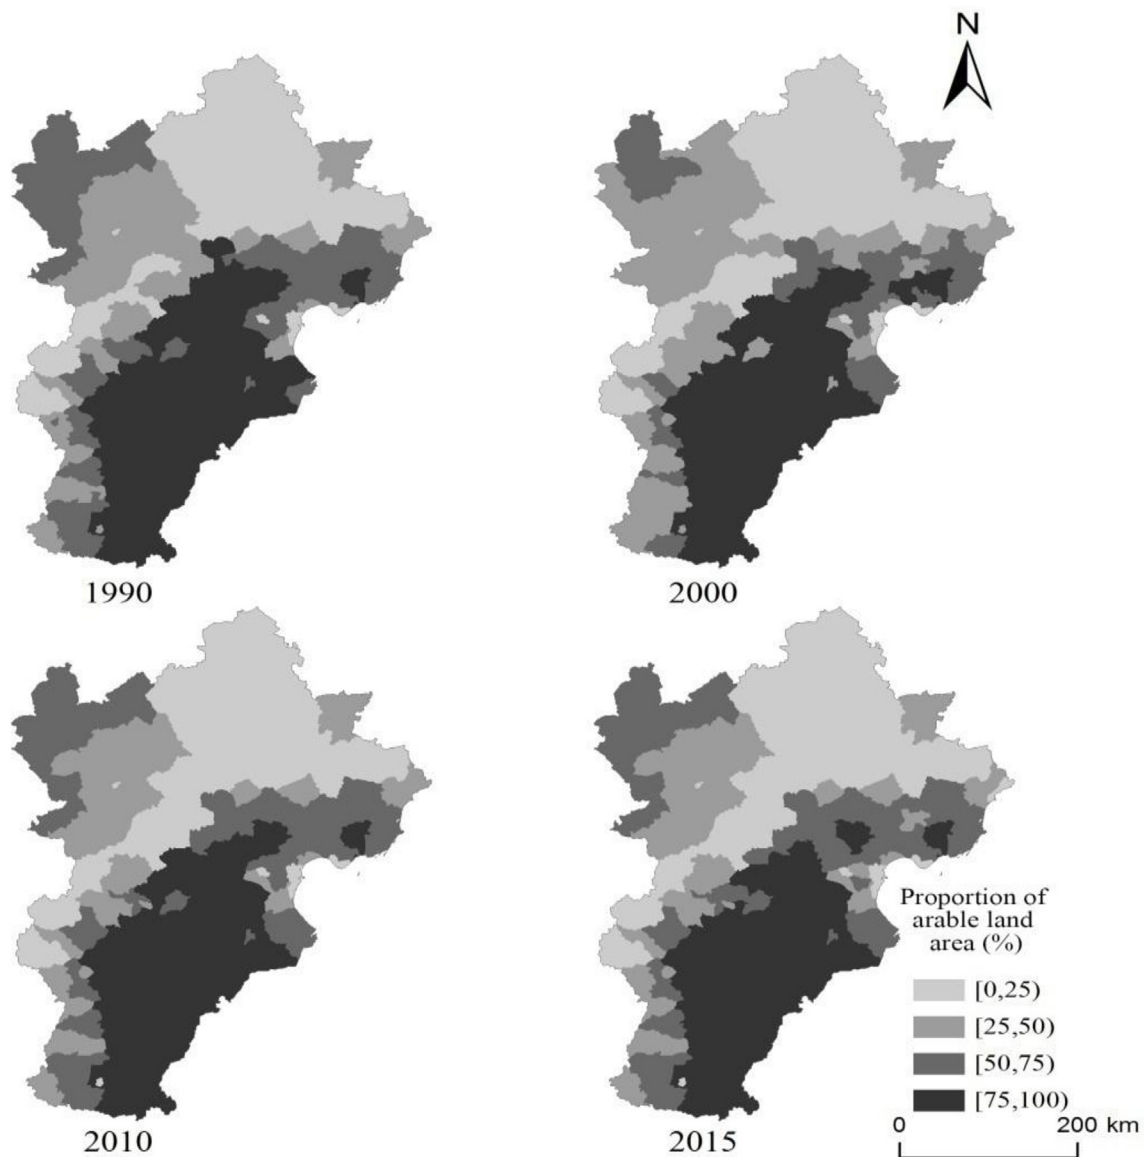 N
1990
2000
Proportion of
arable land
area (%)
[0,25)
[25,50)
[50,75)
[75,100)
0 200 km
2010
2015